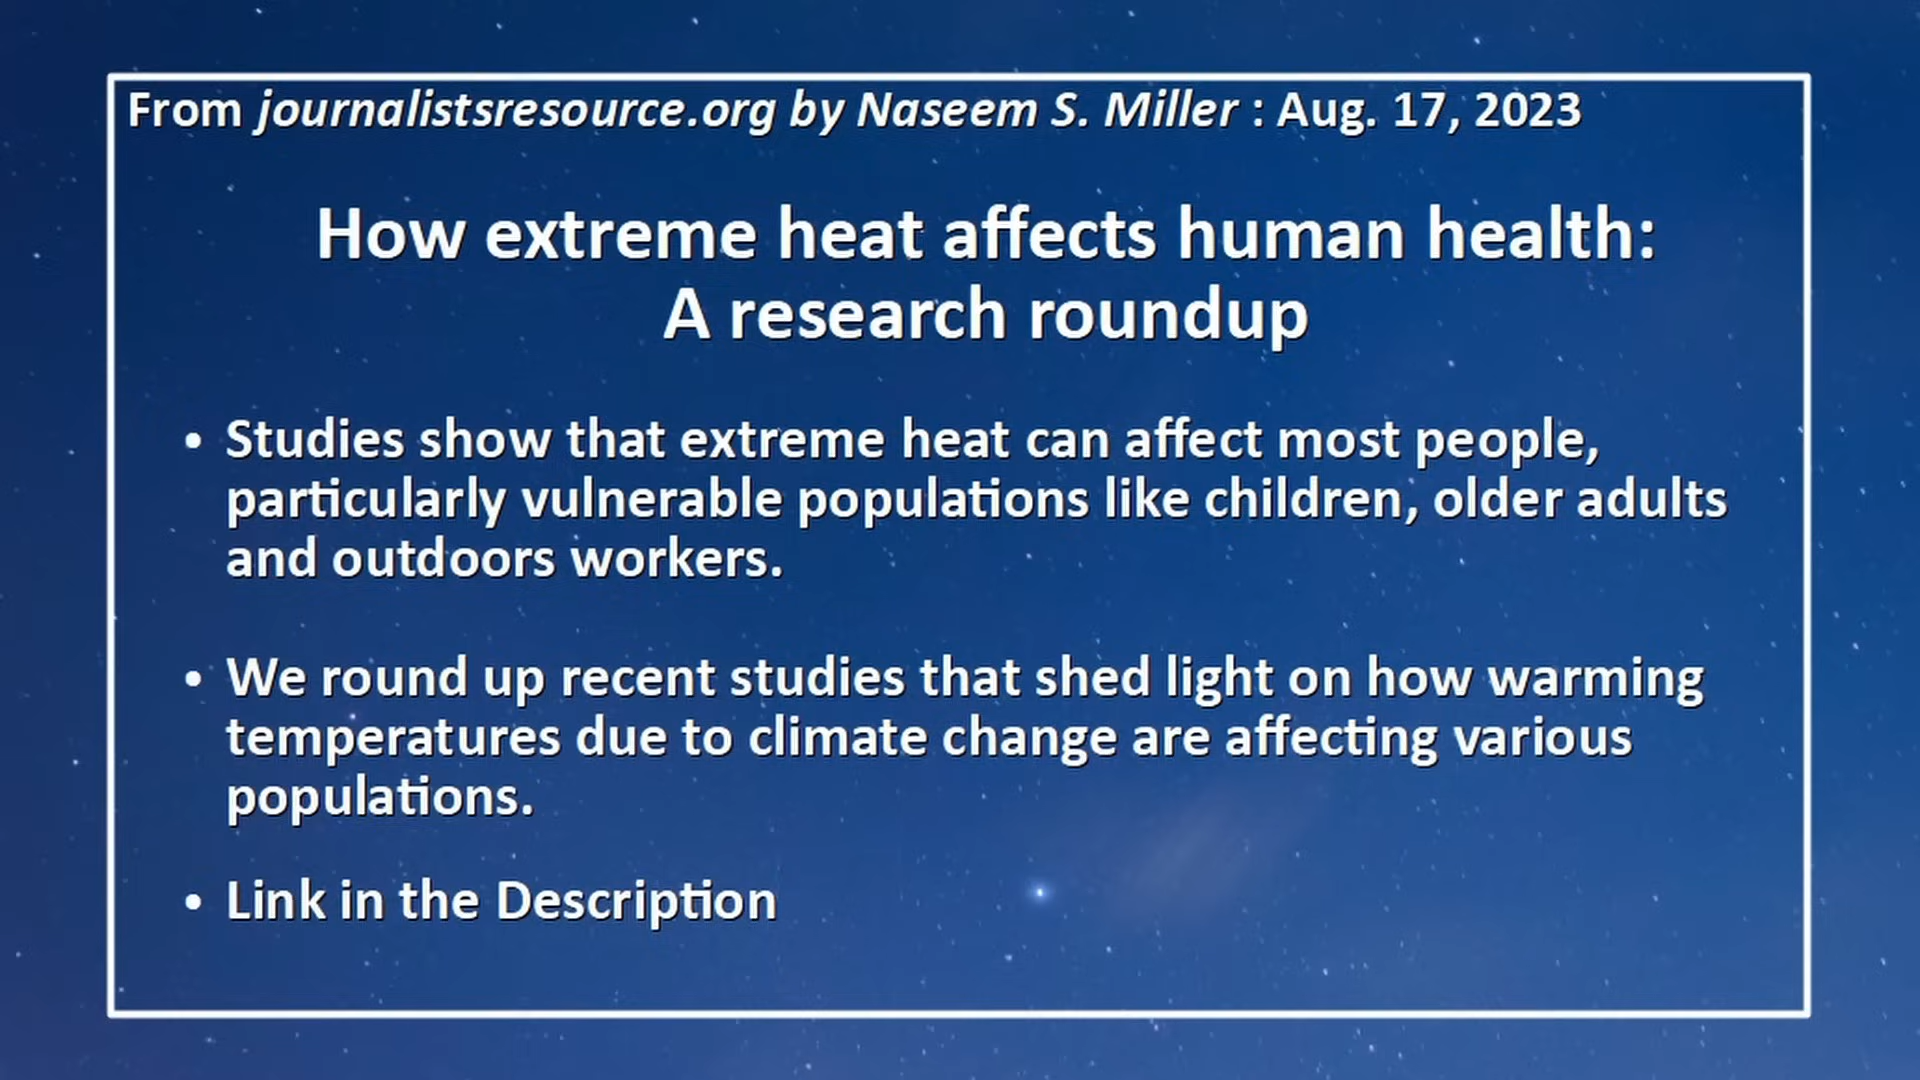 From journalistsresource.org by Naseem S. Miller : Aug. 17, 2023
How extreme heat affects human health:
A research roundup
• Studies show that extreme heat can affect most people,
particularly vulnerable populations like children, older adults
and outdoors workers.
• We round up recent studies that shed light on how warming
temperatures due to climate change are affecting various
populations.
• Link in the Description